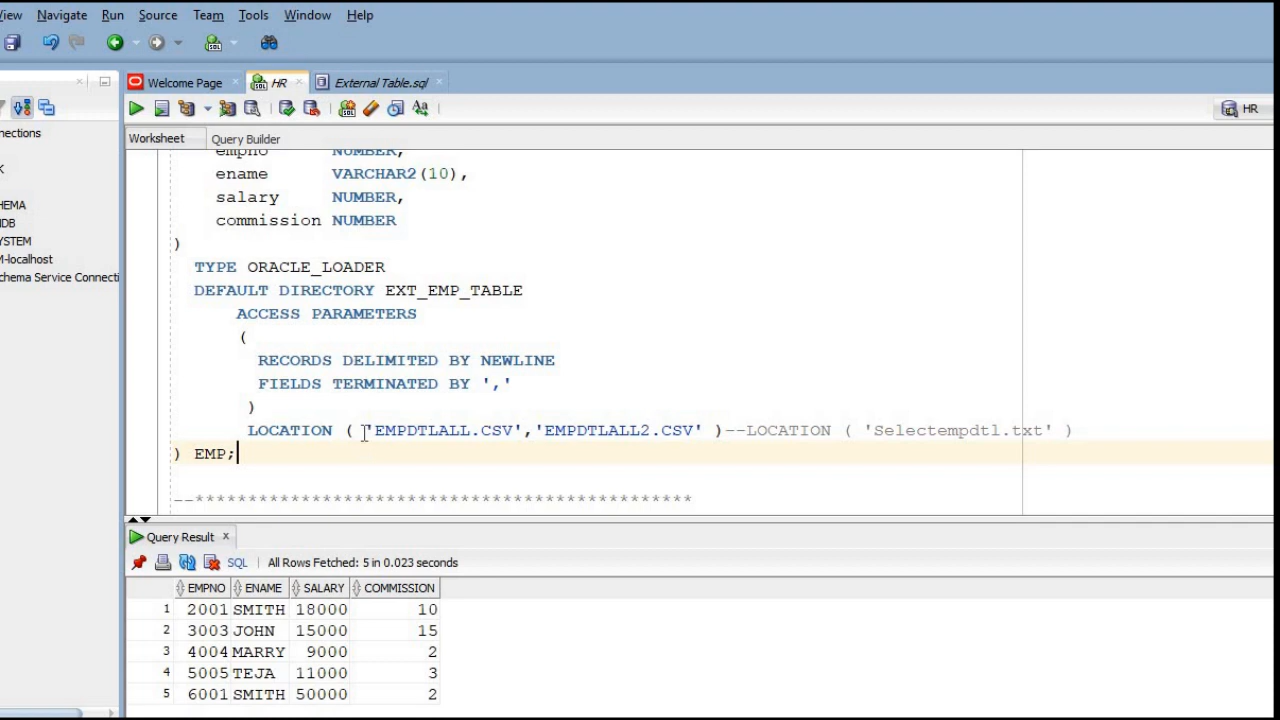 View Navigate Run Source Team Tools Window Help
Welcome Page HR External Table.sql
HR
Worksheet Query Builder
nections
K
HEMA
DB
YSTEM
M-localhost
chema Service Connecti
empno NUMBER,
ename VARCHAR2(10),
salary NUMBER,
commission NUMBER
)
TYPE ORACLE_LOADER
DEFAULT DIRECTORY EXT_EMP_TABLE
ACCESS PARAMETERS
(
RECORDS DELIMITED BY NEWLINE
FIELDS TERMINATED BY ','
)
LOCATION ( 'EMPDTLALL.CSV','EMPDTLALL2.CSV' )--LOCATION ( 'Selectempdtl.txt' )
) EMP;
--***********************************************
Query Result x
SQL | All Rows Fetched: 5 in 0.023 seconds
EMPNO ENAME SALARY COMMISSION
1 2001 SMITH 18000 10
2 3003 JOHN 15000 15
3 4004 MARRY 9000 2
4 5005 TEJA 11000 3
5 6001 SMITH 50000 2